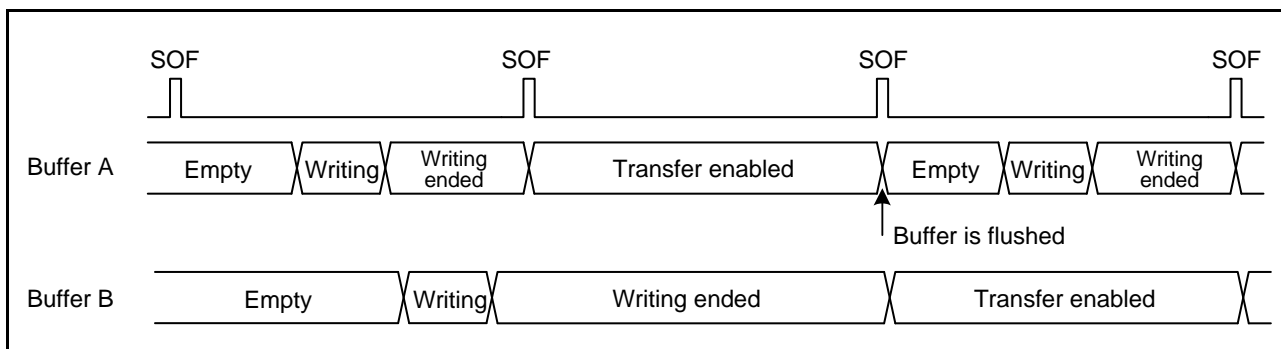 SOF SOF SOF SOF
Buffer A Empty Writing Writing ended Transfer enabled Empty Writing Writing ended
Buffer is flushed
Buffer B Empty Writing Writing ended Transfer enabled